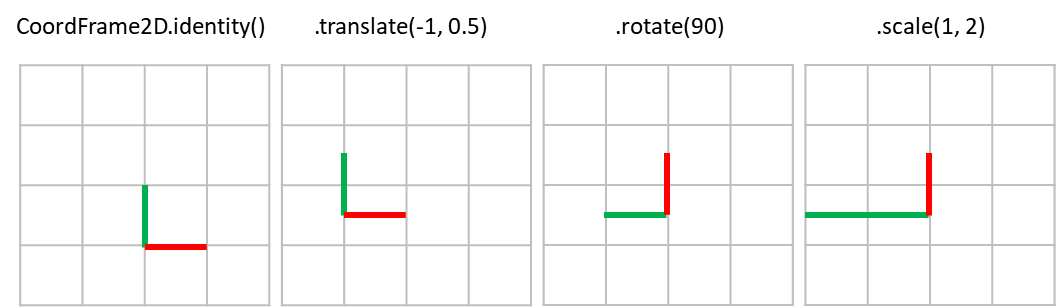 CoordFrame2D.identity()
.translate(-1, 0.5)
.rotate(90)
.scale(1, 2)